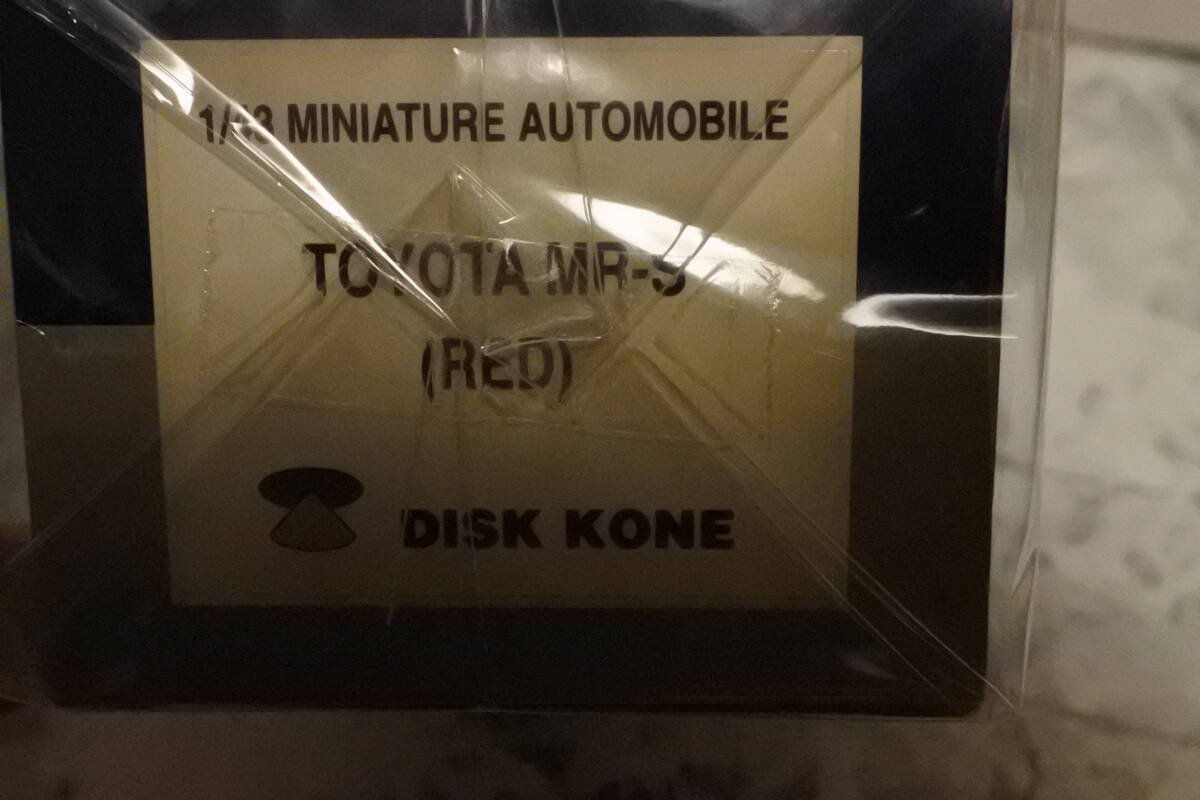 1/43 MINIATURE AUTOMOBILE
TOYOTA MR-S
(RED)
DISK KONE